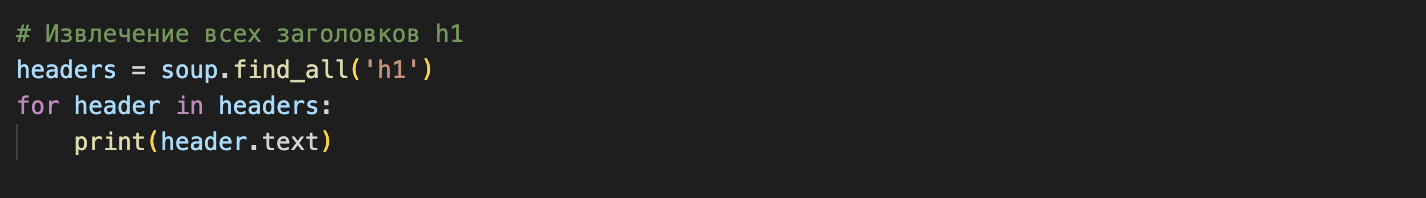 # Извлечение всех заголовков h1
headers = soup.find_all('h1')
for header in headers:
    print(header.text)